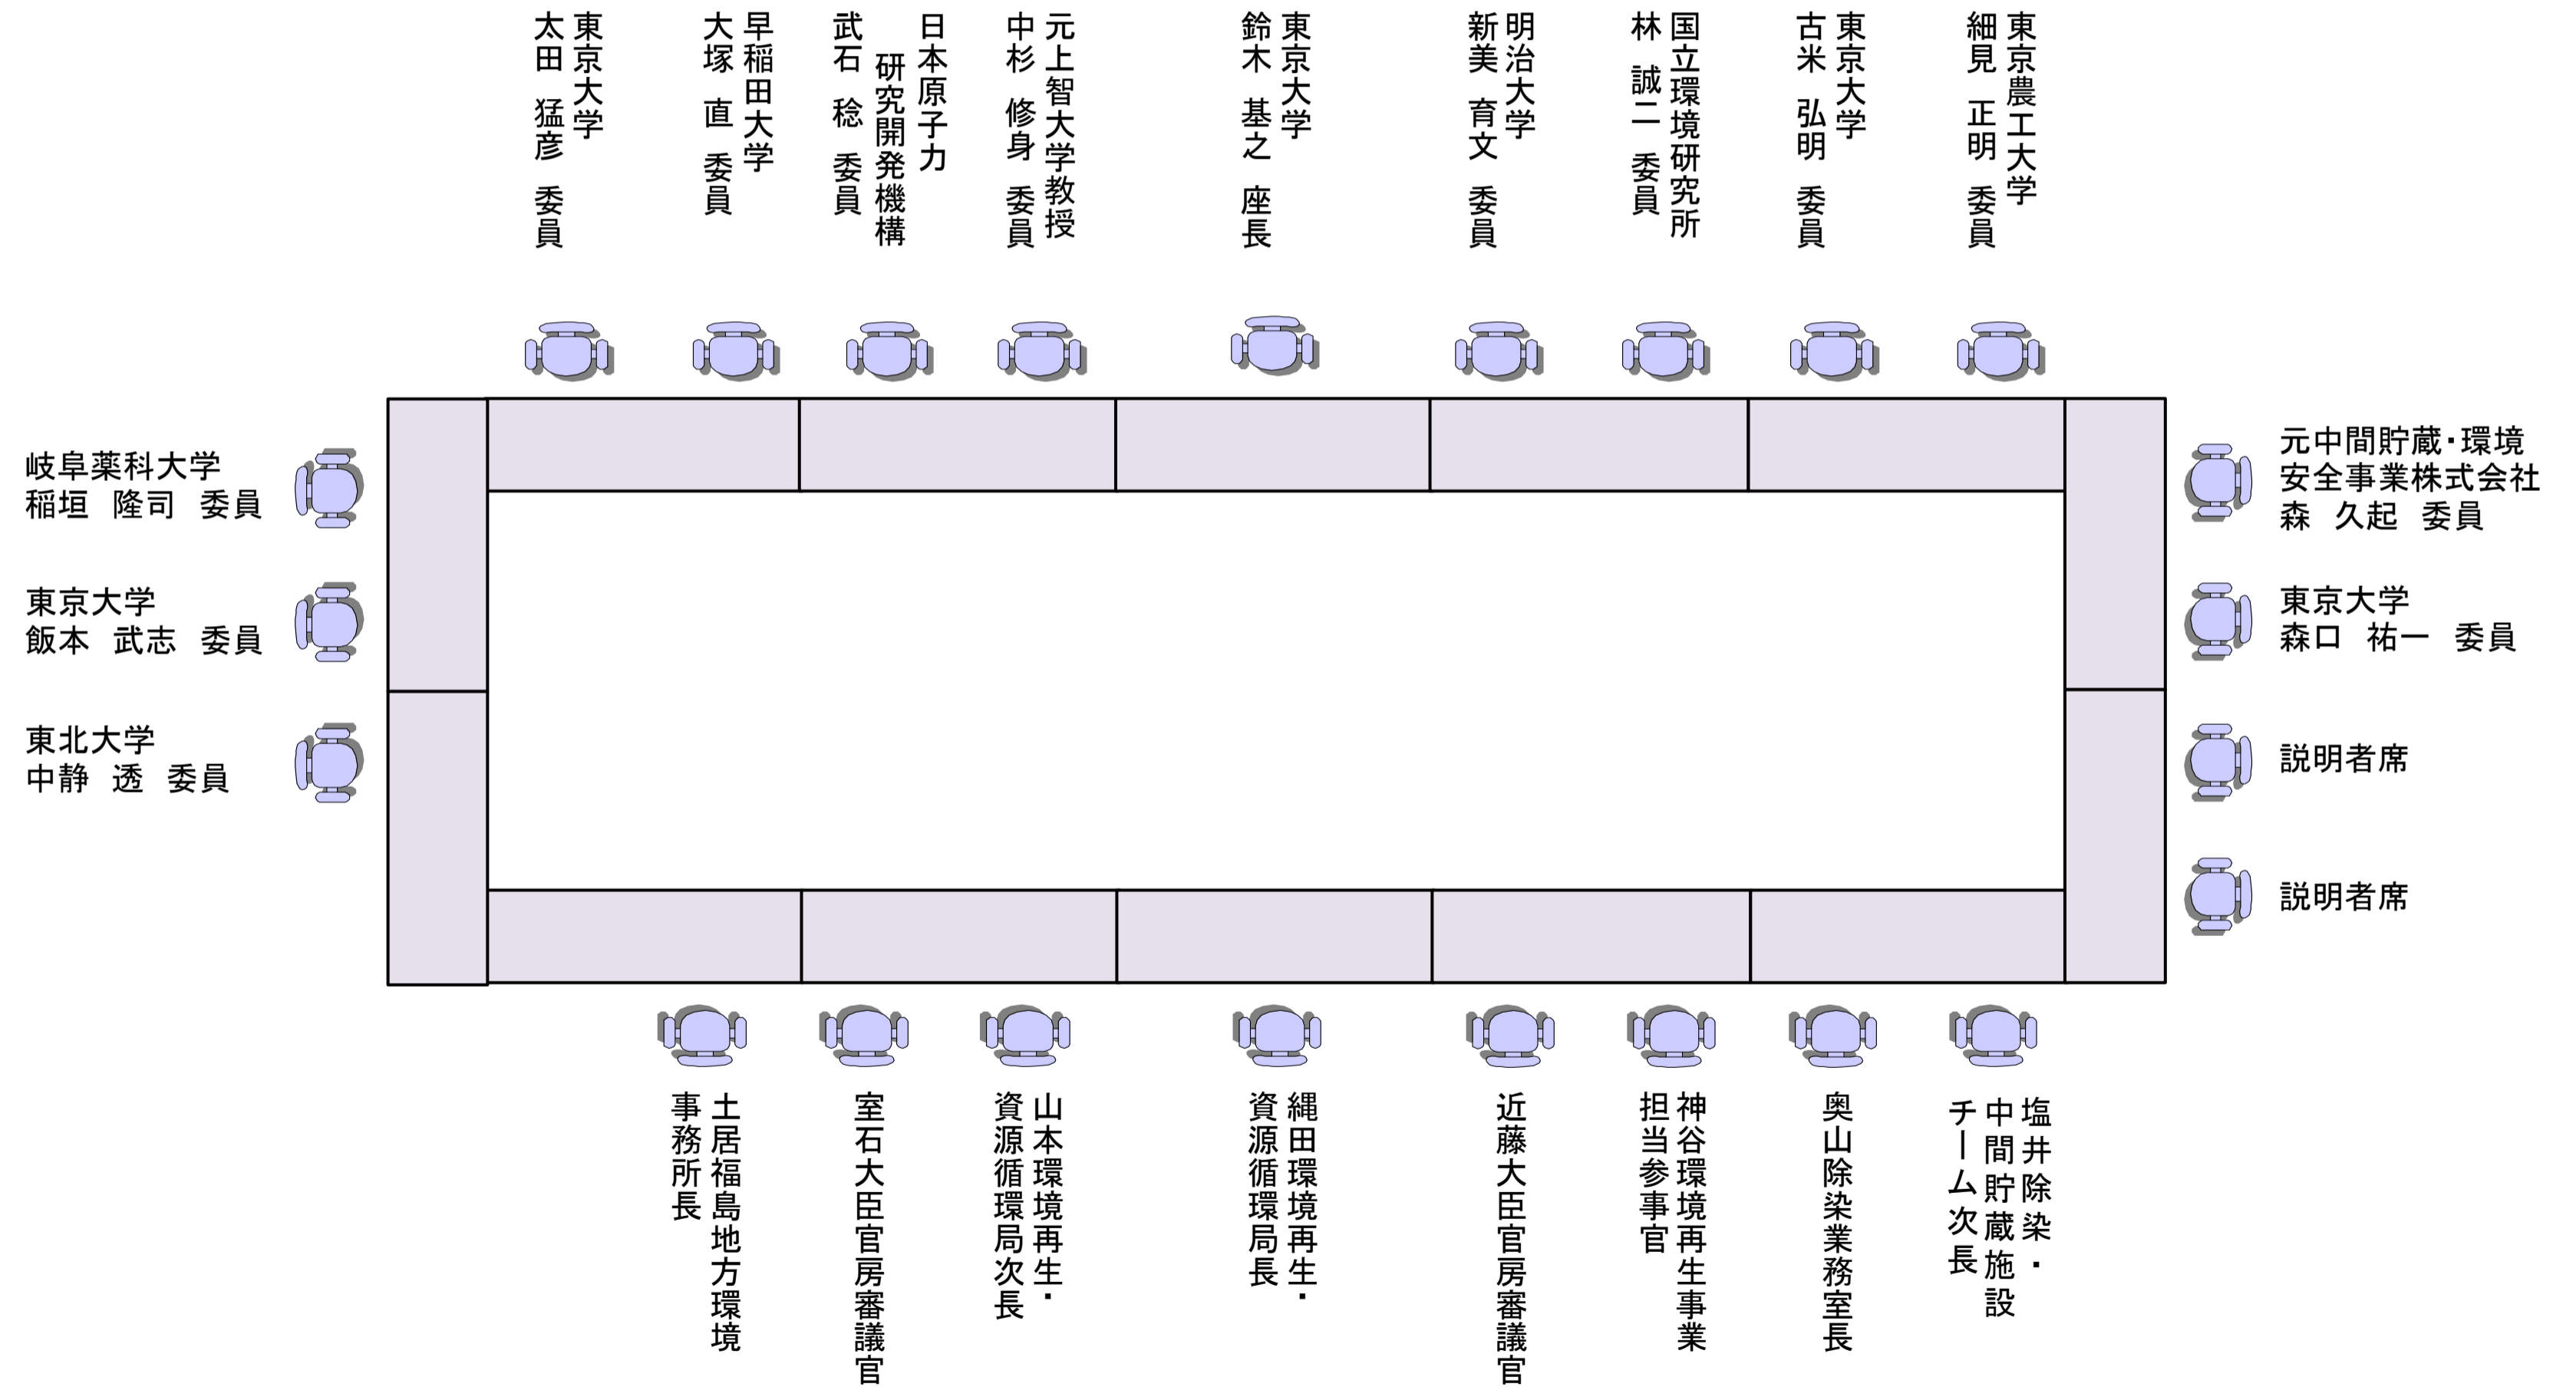 東京大学
太田 猛彦 委員
早稲田大学
大塚 直 委員
日本原子力
研究開発機構
武石 稔 委員
元上智大学教授
中杉 修身 委員
東京大学
鈴木 基之 座長
明治大学
新美 育文 委員
国立環境研究所
林 誠二 委員
東京大学
古米 弘明 委員
東京農工大学
細見 正明 委員
岐阜薬科大学
稲垣 隆司 委員
東京大学
飯本 武志 委員
東北大学
中静 透 委員
元中間貯蔵・環境
安全事業株式会社
森 久起 委員
東京大学
森口 祐一 委員
説明者席
説明者席
土居福島地方環境
事務所長
室石大臣官房審議官
山本環境再生・
資源循環局次長
縄田環境再生・
資源循環局長
近藤大臣官房審議官
神谷環境再生事業
担当参事官
奥山除染業務室長
塩井除染・
中間貯蔵施設
チーム次長